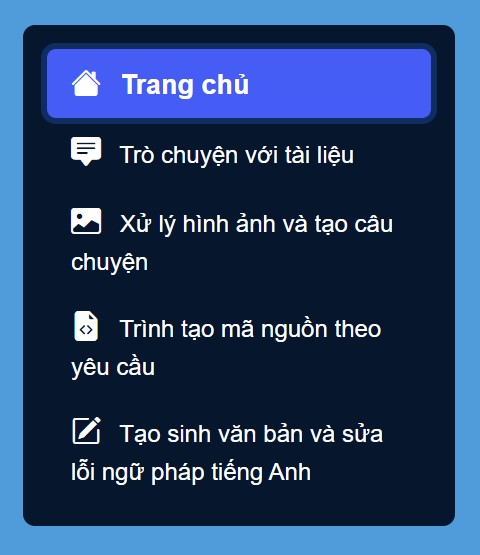 Trang chủ
Trò chuyện với tài liệu
Xử lý hình ảnh và tạo câu
chuyện
Trình tạo mã nguồn theo
yêu cầu
Tạo sinh văn bản và sửa
lỗi ngữ pháp tiếng Anh